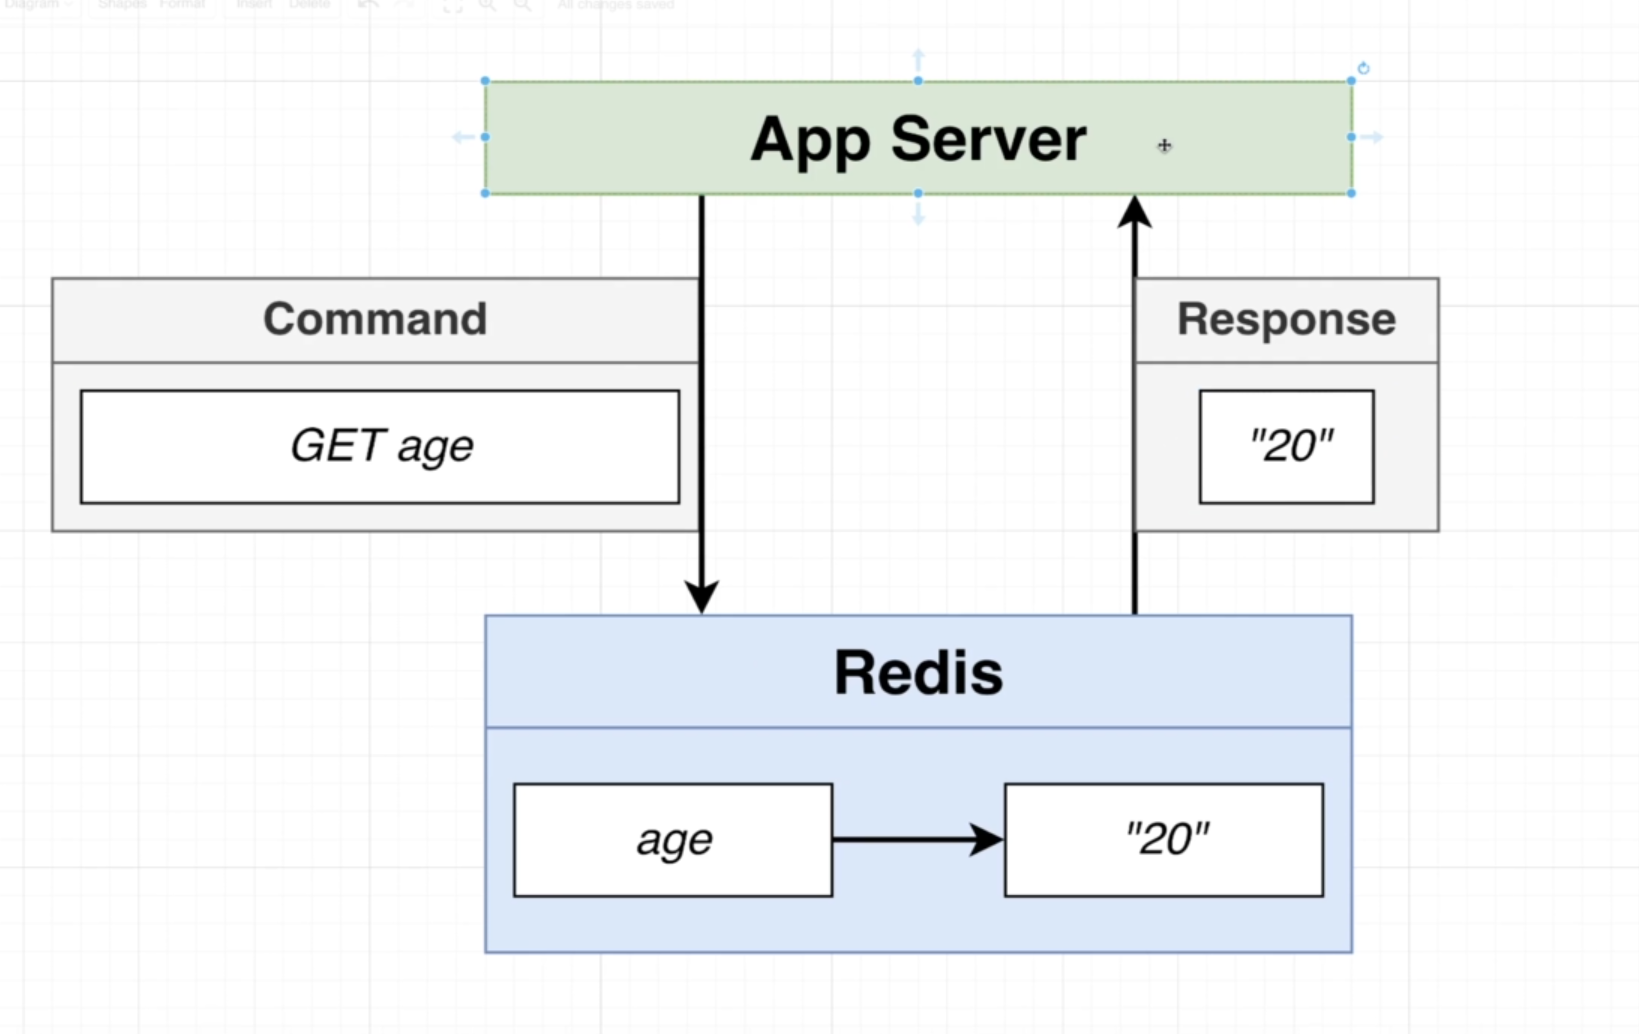 Diagram Shapes Format Insert Delete All changes saved
App Server
Command
Response
GET age
"20"
Redis
age
"20"